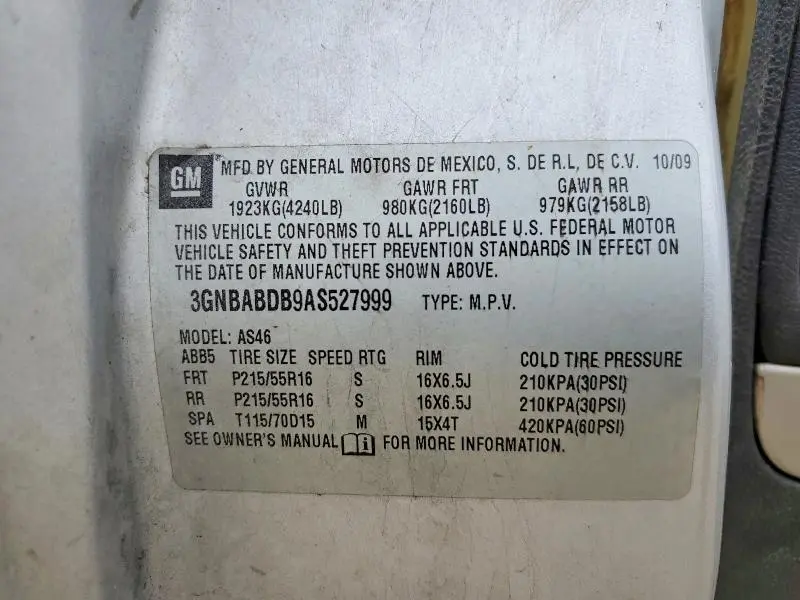 GM MFD BY GENERAL MOTORS DE MEXICO, S. DE R.L, DE C.V. 10/09
GVWR GAWR FRT GAWR RR
1923KG(4240LB) 980KG(2160LB) 979KG(2158LB)
THIS VEHICLE CONFORMS TO ALL APPLICABLE U.S. FEDERAL MOTOR
VEHICLE SAFETY AND THEFT PREVENTION STANDARDS IN EFFECT ON
THE DATE OF MANUFACTURE SHOWN ABOVE.
3GNBABDB9AS527999 TYPE: M.P.V.
MODEL: AS46
ABB5 TIRE SIZE SPEED RTG RIM COLD TIRE PRESSURE
FRT P215/55R16 S 16X6.5J 210KPA(30PSI)
RR P215/55R16 S 16X6.5J 210KPA(30PSI)
SPA T115/70D15 M 15X4T 420KPA(60PSI)
SEE OWNER'S MANUAL FOR MORE INFORMATION.